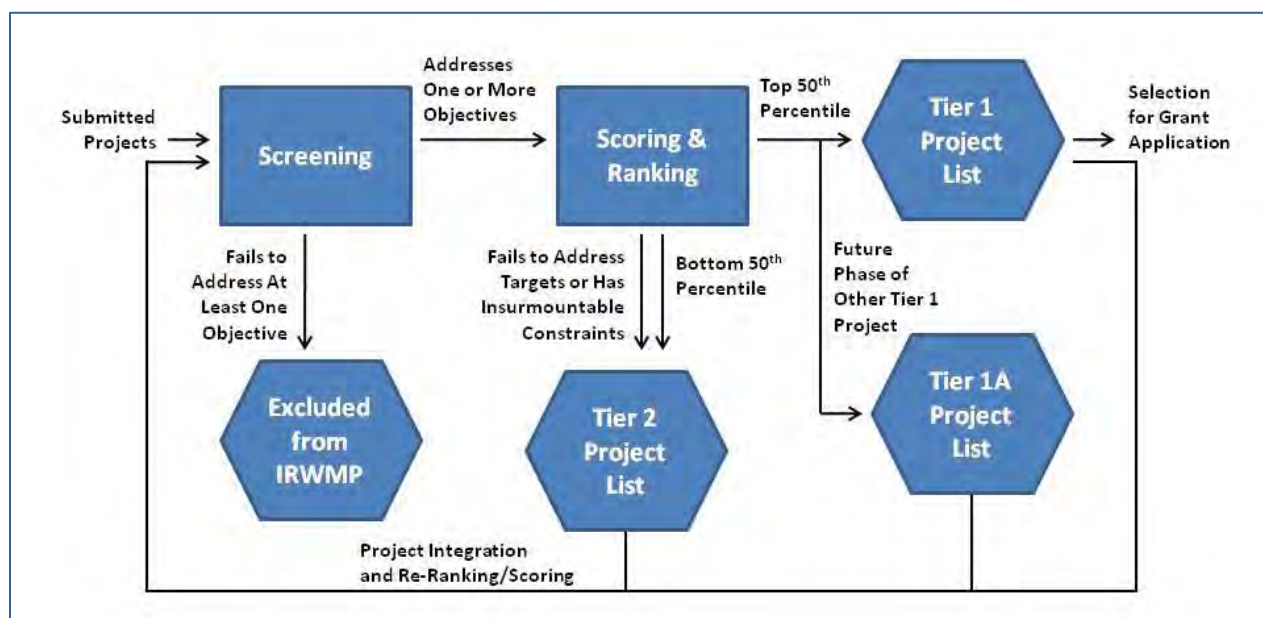 Submitted
Projects
Screening
Addresses
One or More
Objectives
Scoring &
Ranking
Top 50th
Percentile
Tier 1
Project
List
Selection
for Grant
Application
Fails to
Address At
Least One
Objective
Fails to Address
Targets or Has
Insurmountable
Constraints
Bottom 50th
Percentile
Future
Phase of
Other Tier 1
Project
Excluded
from
IRWMP
Tier 2
Project
List
Tier 1A
Project
List
Project Integration
and Re-Ranking/Scoring